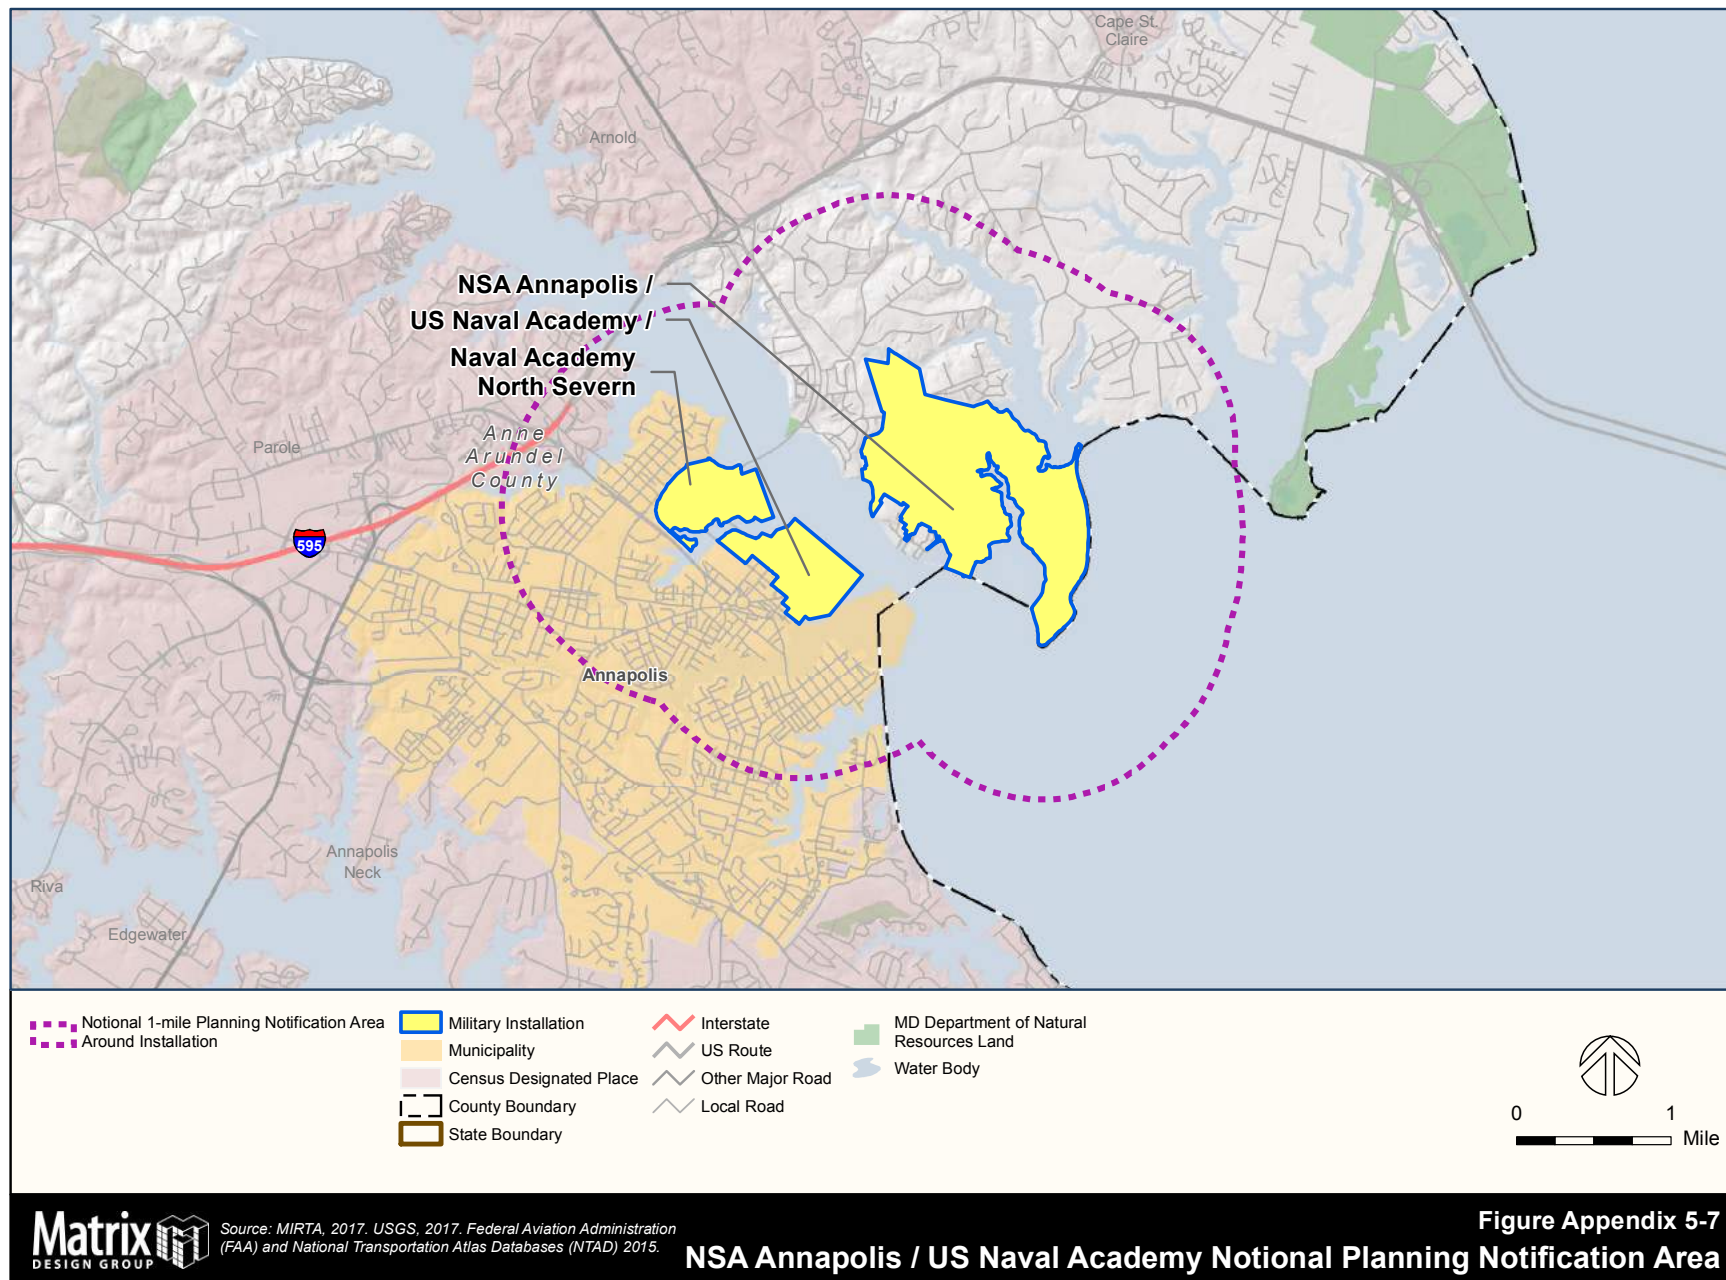 Cape St.
Claire
Arnold
NSA Annapolis /
US Naval Academy /
Naval Academy
North Severn
Anne
Arundel
County
Parole
595
Annapolis
Annapolis
Neck
Riva
Edgewater
Notional 1-mile Planning Notification Area
Around Installation
Military Installation
Municipality
Census Designated Place
County Boundary
State Boundary
Interstate
US Route
Other Major Road
Local Road
MD Department of Natural
Resources Land
Water Body
0 1
Mile
Matrix
DESIGN GROUP
Source: MIRTA, 2017. USGS, 2017. Federal Aviation Administration
(FAA) and National Transportation Atlas Databases (NTAD) 2015.
Figure Appendix 5-7
NSA Annapolis / US Naval Academy Notional Planning Notification Area